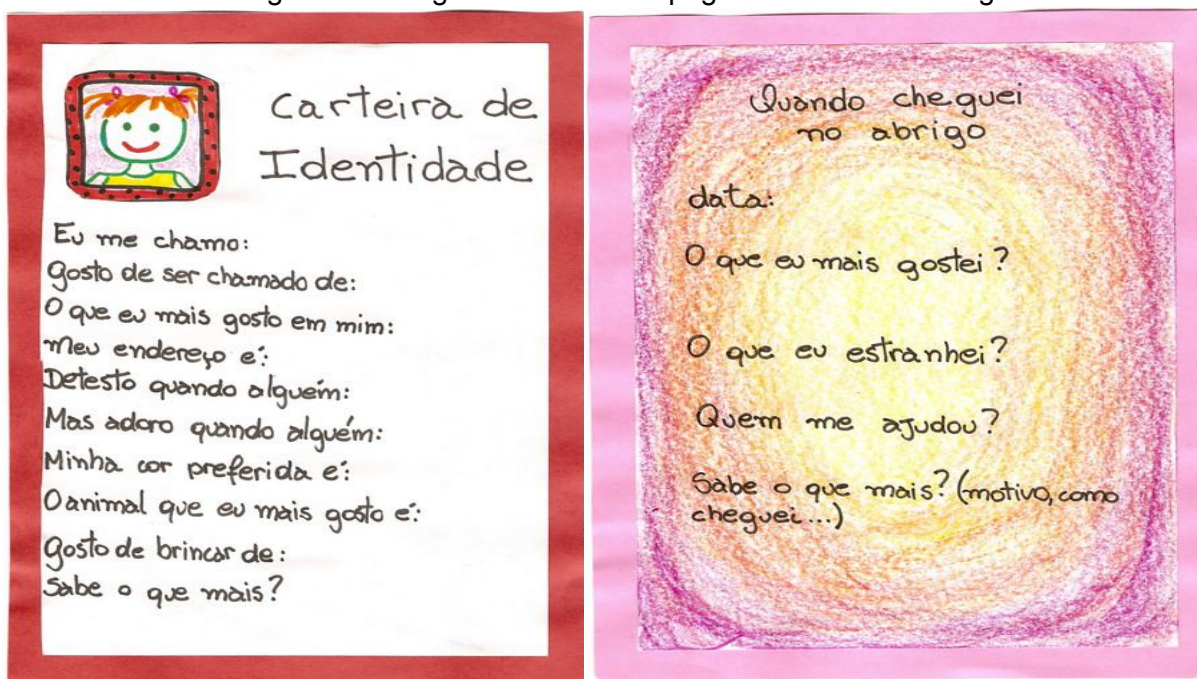 Carteira de
Identidade
Eu me chamo:
Gosto de ser chamado de:
O que eu mais gosto em mim:
Meu endereço é:
Detesto quando alguém:
Mas adoro quando alguém:
Minha cor preferida é:
O animal que eu mais gosto é:
Gosto de brincar de:
Sabe o que mais?
Quando cheguei
no abrigo
data:
O que eu mais gostei?
O que eu estranhei?
Quem me ajudou?
Sabe o que mais? (motivo, como
cheguei...)